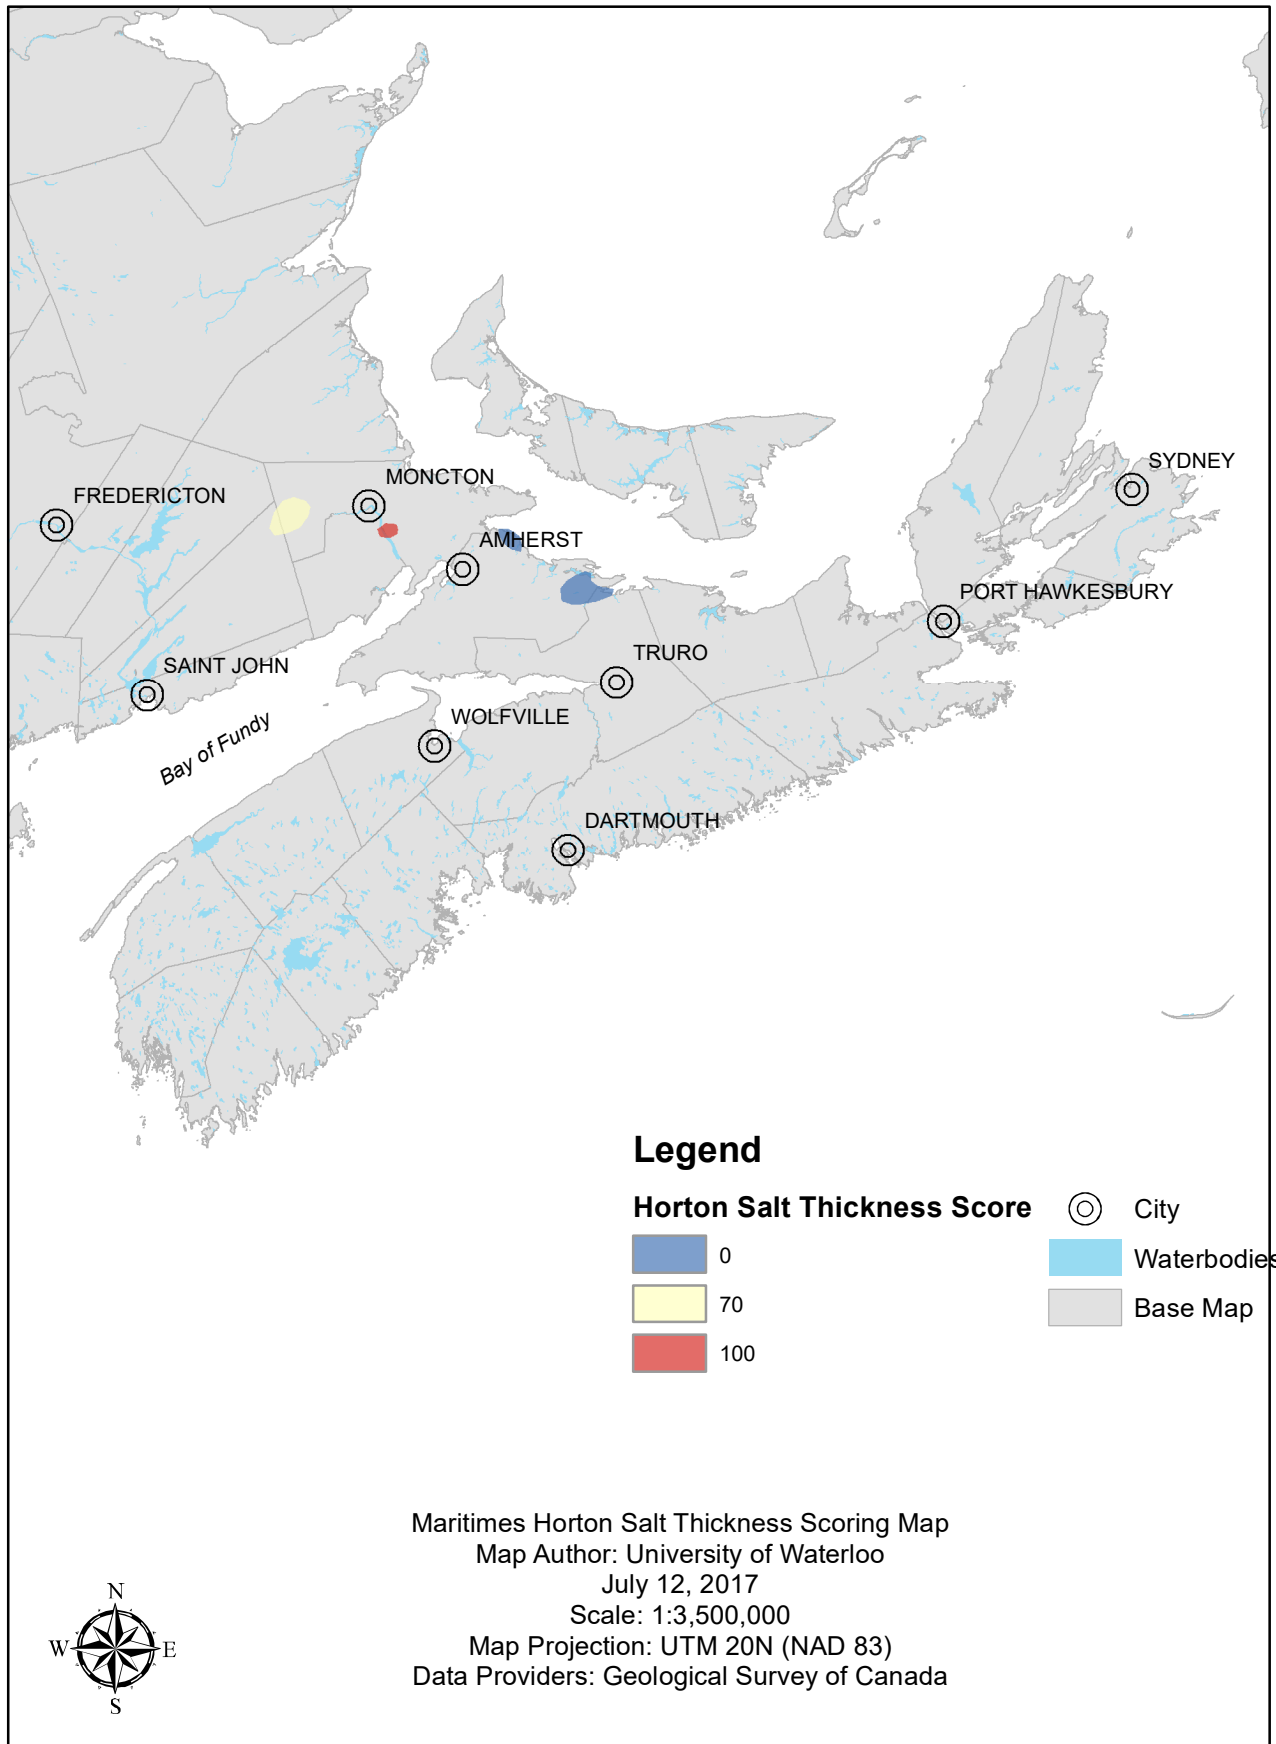 MONCTON
SYDNEY
FREDERICTON
AMHERST
PORT HAWKESBURY
TRURO
SAINT JOHN
WOLFVILLE
Bay of Fundy
DARTMOUTH
Legend
Horton Salt Thickness Score
0
70
100
City
Waterbodies
Base Map
Maritimes Horton Salt Thickness Scoring Map
Map Author: University of Waterloo
July 12, 2017
Scale: 1:3,500,000
Map Projection: UTM 20N (NAD 83)
Data Providers: Geological Survey of Canada
N
W E
S